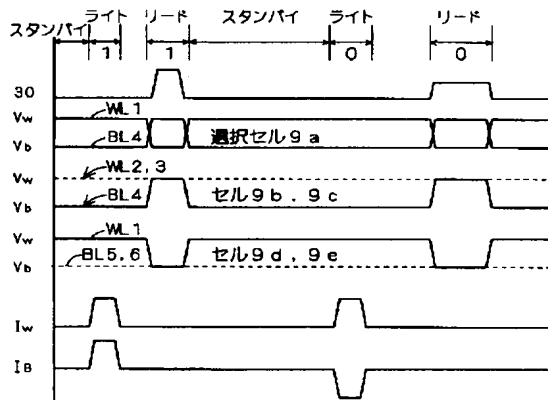 スタンバイ ライト リード スタンバイ ライト リード
1 1 0 0
30
Vw WL1
Vb BL4 選択セル9a
Vw WL2,3
Vb BL4 セル9b,9c
Vw WL1
Vb BL5,6 セル9d,9e
Iw
IB